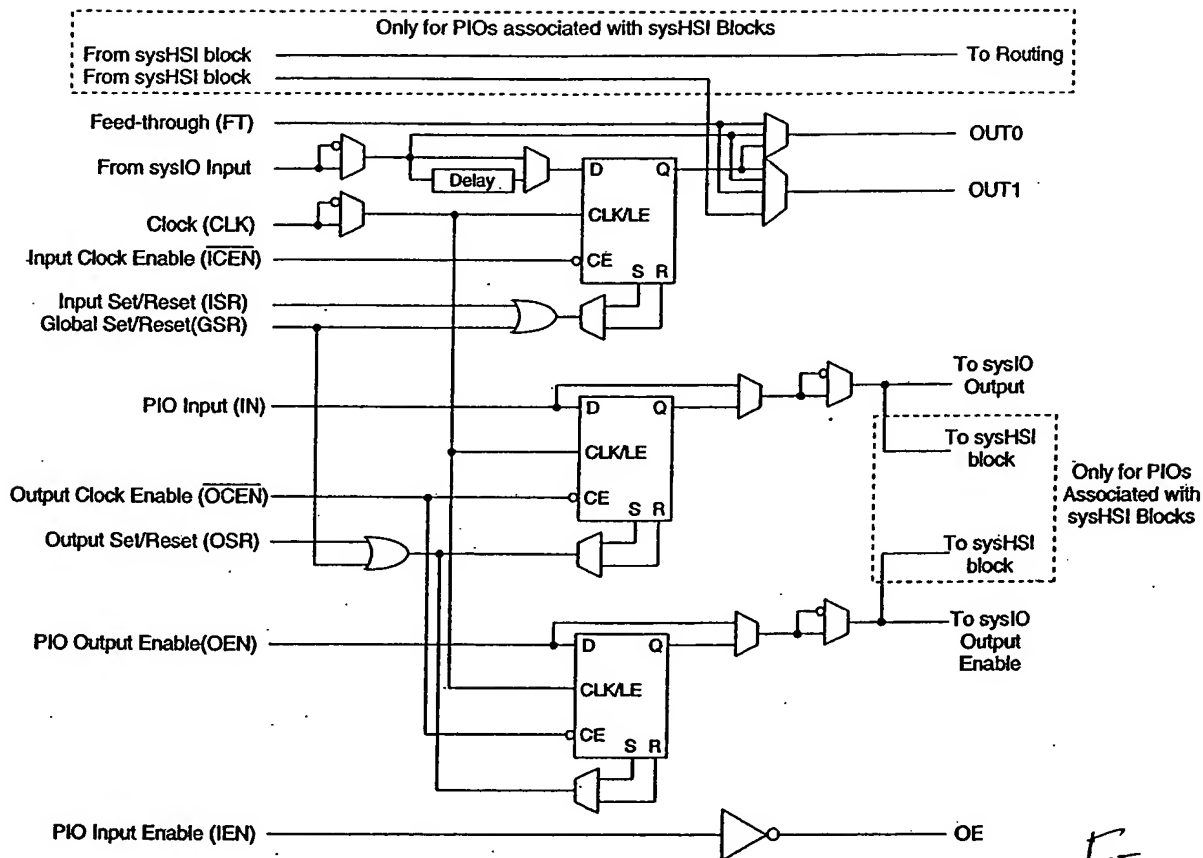 Only for PIOs associated with sysHSI Blocks
From sysHSI block
To Routing
From sysHSI block
Feed-through (FT)
OUT0
From sysIO Input
Delay
D
Q
OUT1
Clock (CLK)
CLK/LE
Input Clock Enable (ICEN)
CE
S R
Input Set/Reset (ISR)
Global Set/Reset(GSR)
To sysIO
Output
PIO Input (IN)
D
Q
To sysHSI
block
CLK/LE
Only for PIOs
Associated with
sysHSI Blocks
Output Clock Enable (OCEN)
CE
S R
Output Set/Reset (OSR)
To sysHSI
block
PIO Output Enable(OEN)
D
Q
To sysIO
Output
Enable
CLK/LE
CE
S R
PIO Input Enable (IEN)
OE